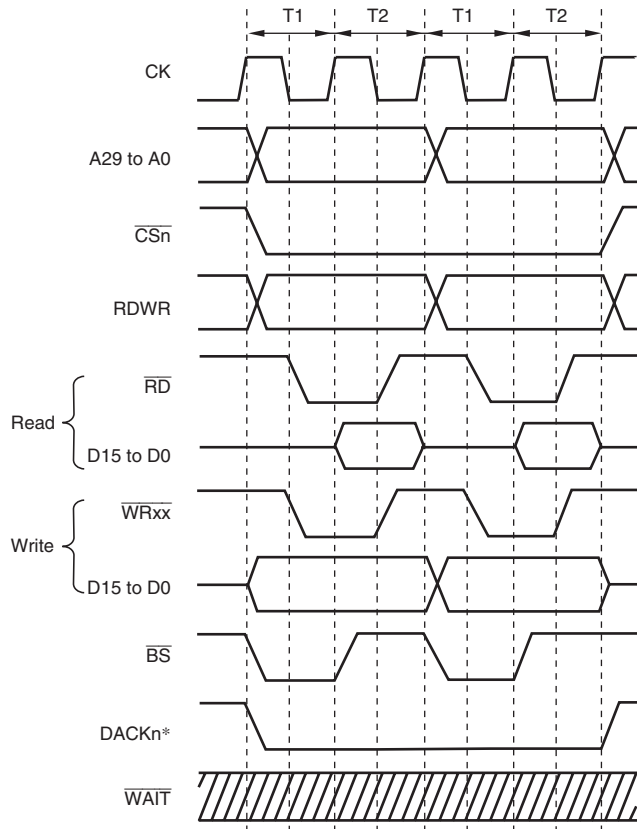 T1 T2 T1 T2
CK
A29 to A0
CSn
RDWR
RD
Read
D15 to D0
WRxx
Write
D15 to D0
BS
DACKn*
WAIT